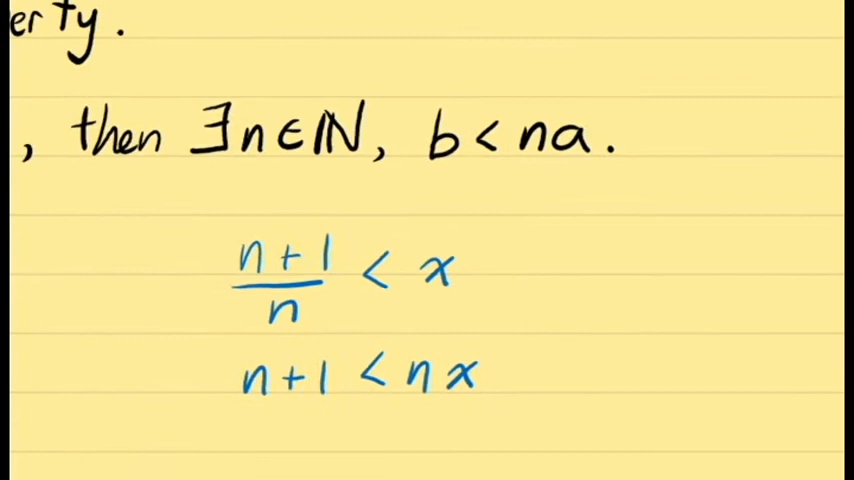 erty.
, then ∃n∈ℕ, b < na.
n+1/n < x
n+1 < nx